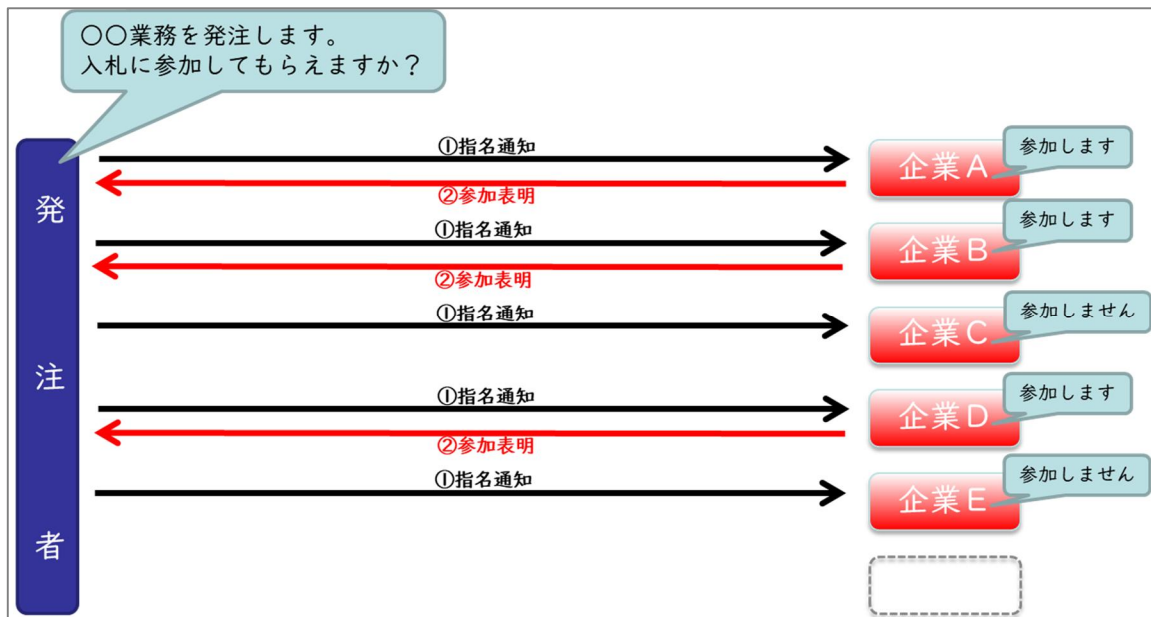 〇〇業務を発注します。
入札に参加してもらえますか？
発注者
①指名通知
②参加表明
企業A
参加します
①指名通知
②参加表明
企業B
参加します
①指名通知
企業C
参加しません
①指名通知
②参加表明
企業D
参加します
①指名通知
企業E
参加しません